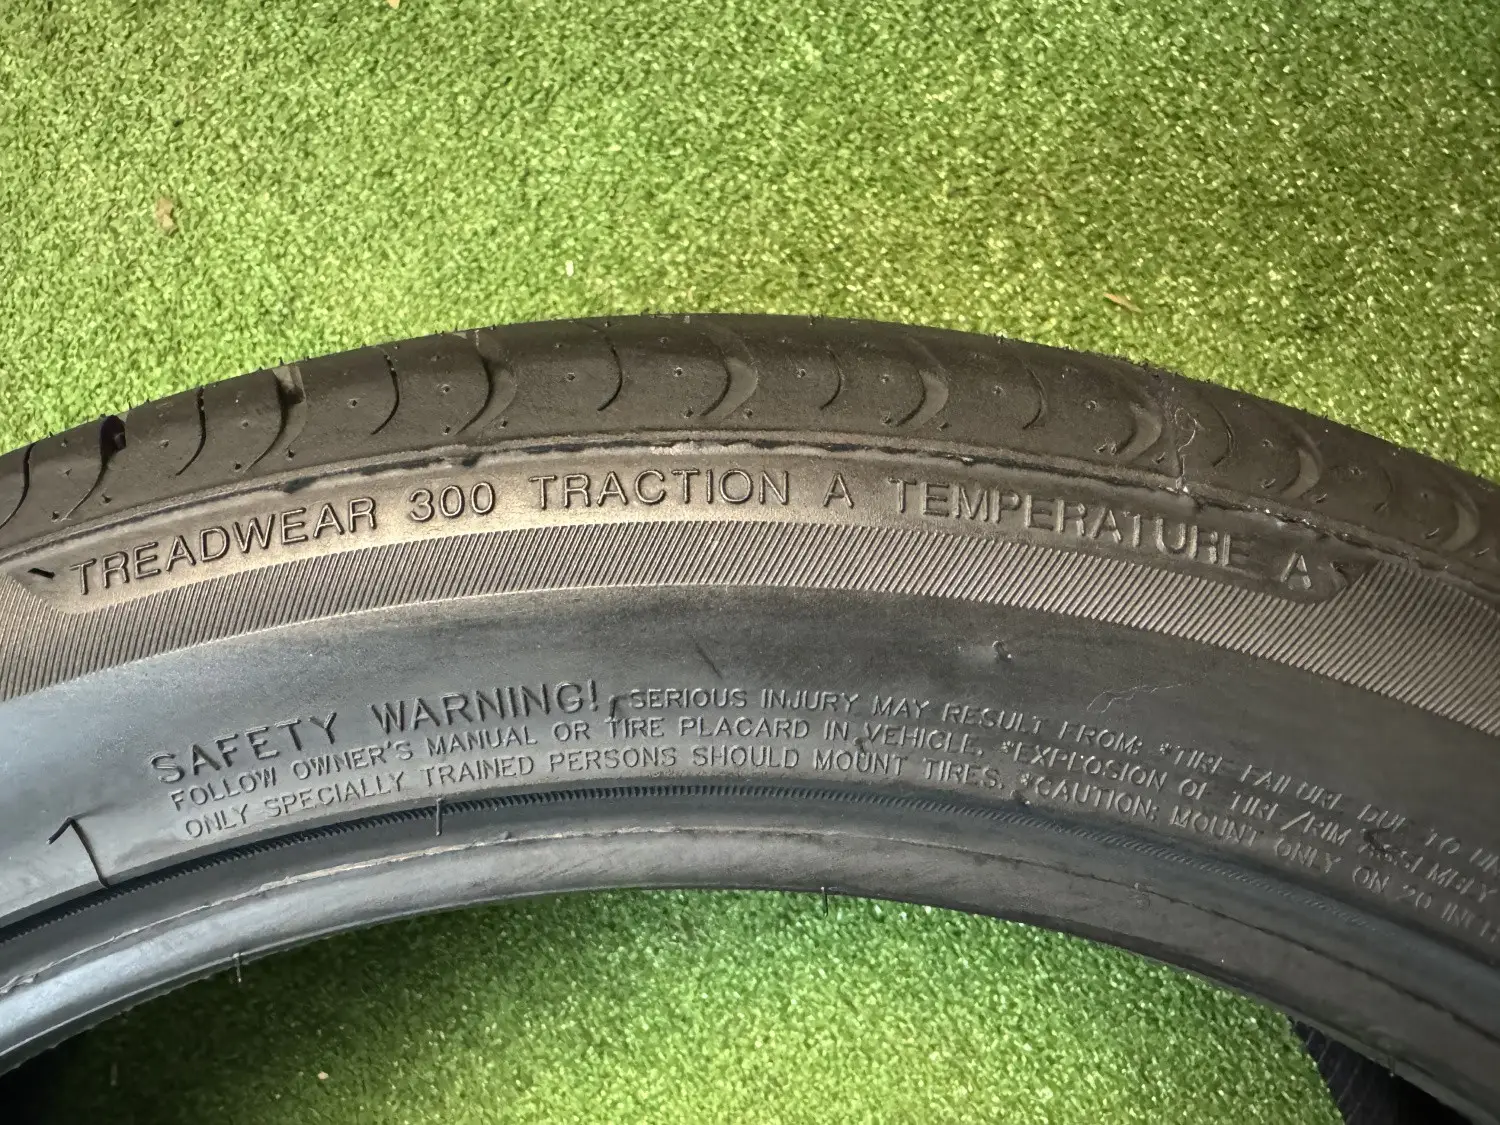 TREADWEAR 300 TRACTION A TEMPERATURE A
SAFETY WARNING! SERIOUS INJURY MAY RESULT FROM: *TIRE FAILURE DUE TO
FOLLOW OWNER'S MANUAL OR TIRE PLACARD IN VEHICLE. *EXPLOSION OF TIRE/RIM ASSEMBLY
ONLY SPECIALLY TRAINED PERSONS SHOULD MOUNT TIRES. *CAUTION: MOUNT ONLY ON 20 INCH